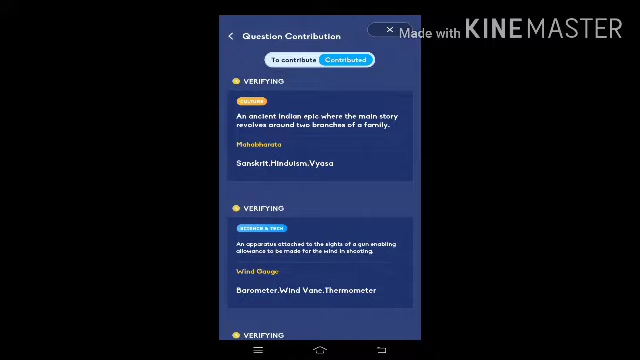 Made with KINEMASTER
Question Contribution
To contribute Contributed
VERIFYING
CULTURE
An ancient Indian epic where the main story
revolves around two branches of a family.
Mahabharata
Sanskrit.Hinduism.Vyasa
VERIFYING
SCIENCE & TECH
An apparatus attached to the sights of a gun enabling
allowance to be made for the wind in shooting.
Wind Gauge
Barometer.Wind Vane.Thermometer
VERIFYING